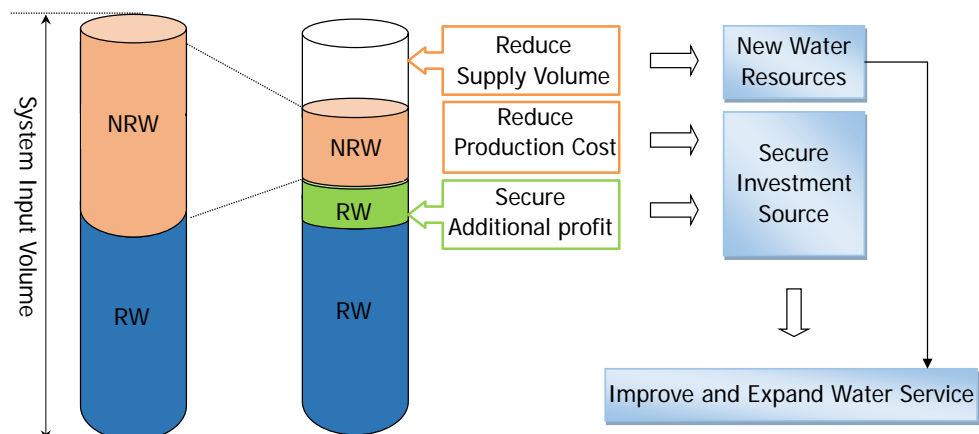 System Input Volume
NRW
RW
NRW
RW
RW
Reduce
Supply Volume
Reduce
Production Cost
Secure
Additional profit
New Water
Resources
Secure
Investment
Source
Improve and Expand Water Service